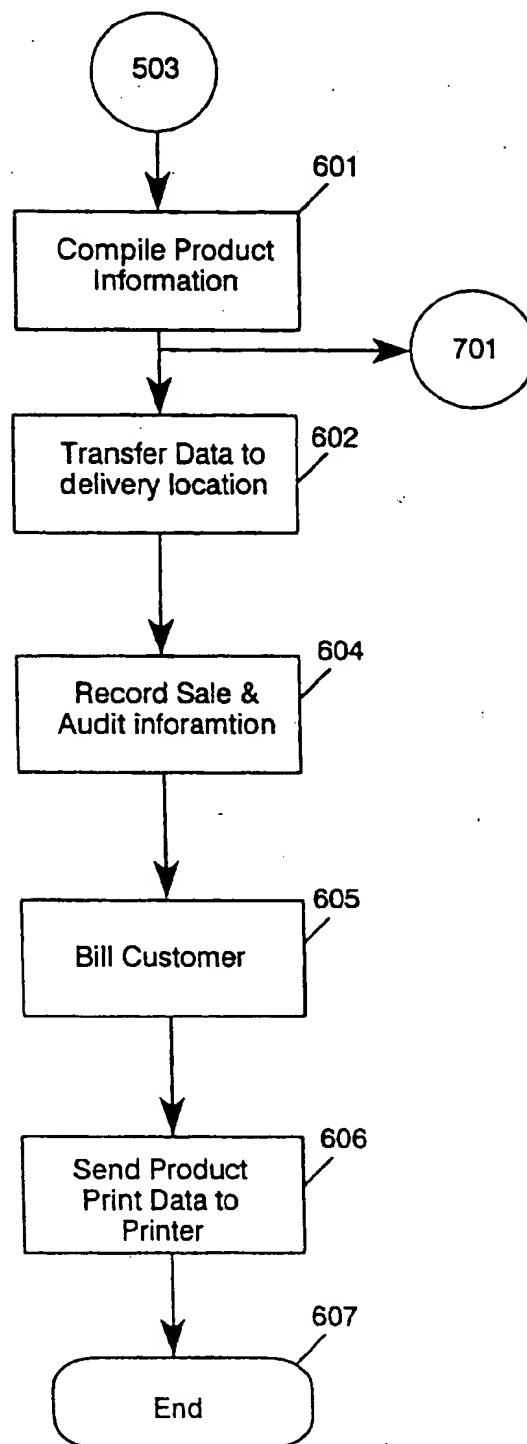 503
601
Compile Product
Information
701
602
Transfer Data to
delivery location
604
Record Sale &
Audit inforamtion
605
Bill Customer
606
Send Product
Print Data to
Printer
607
End